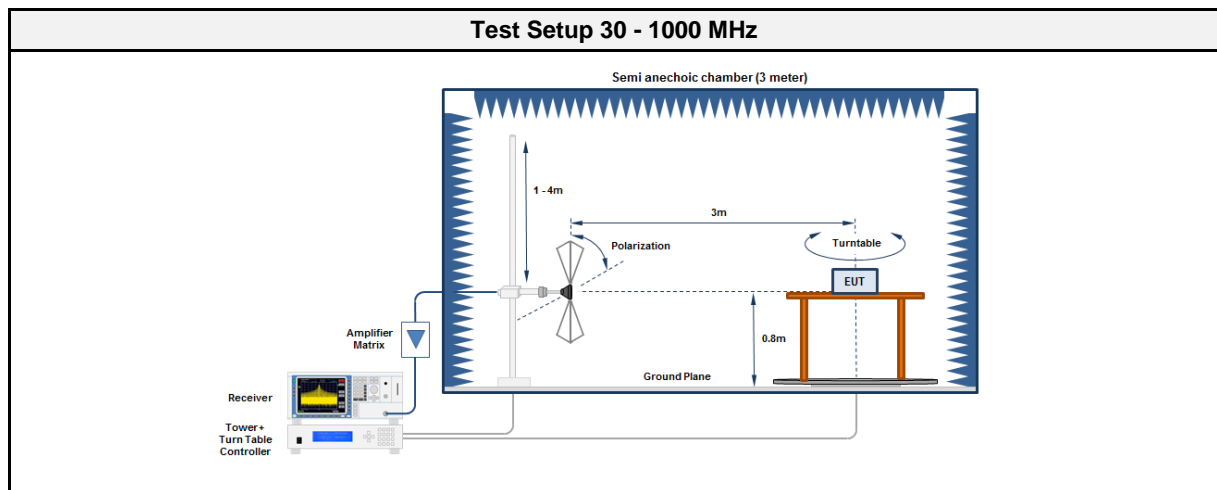 Test Setup 30 - 1000 MHz
Semi anechoic chamber (3 meter)
1 - 4m
3m
Polarization
Turntable
EUT
Amplifier
Matrix
0.8m
Ground Plane
Receiver
Tower+
Turn Table
Controller